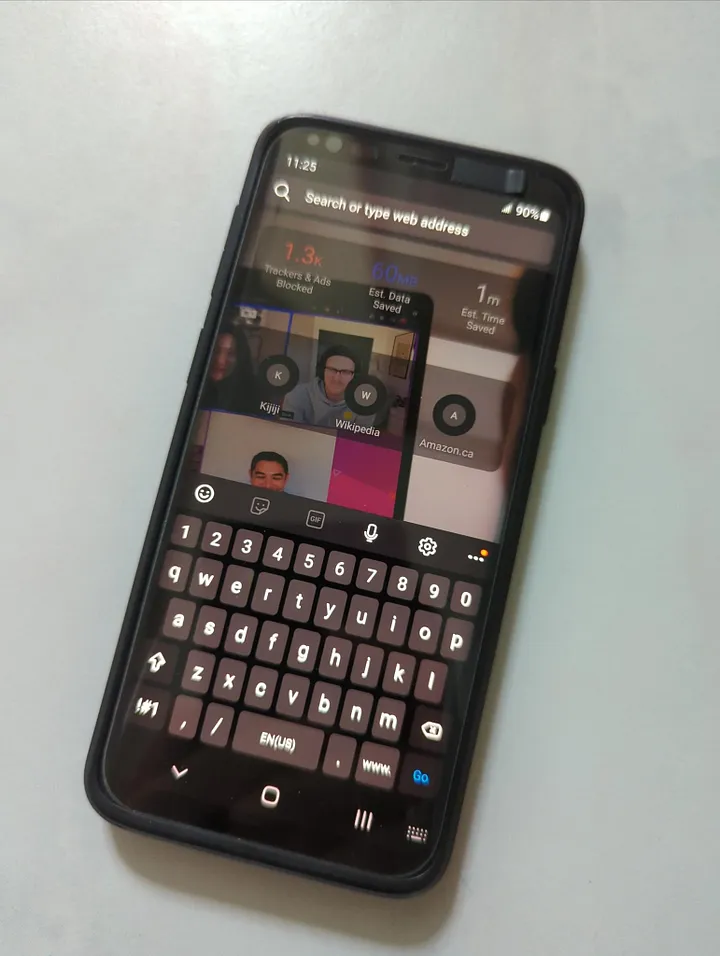 11:25
90%
Search or type web address
1.3K
Trackers & Ads
Blocked
60MB
Est. Data
Saved
1m
Est. Time
Saved
K
Kijiji
W
Wikipedia
A
Amazon.ca
GIF
1 2 3 4 5 6 7 8 9 0
q w e r t y u i o p
a s d f g h j k l
z x c v b n m
!#1 , / EN(US) . www. Go